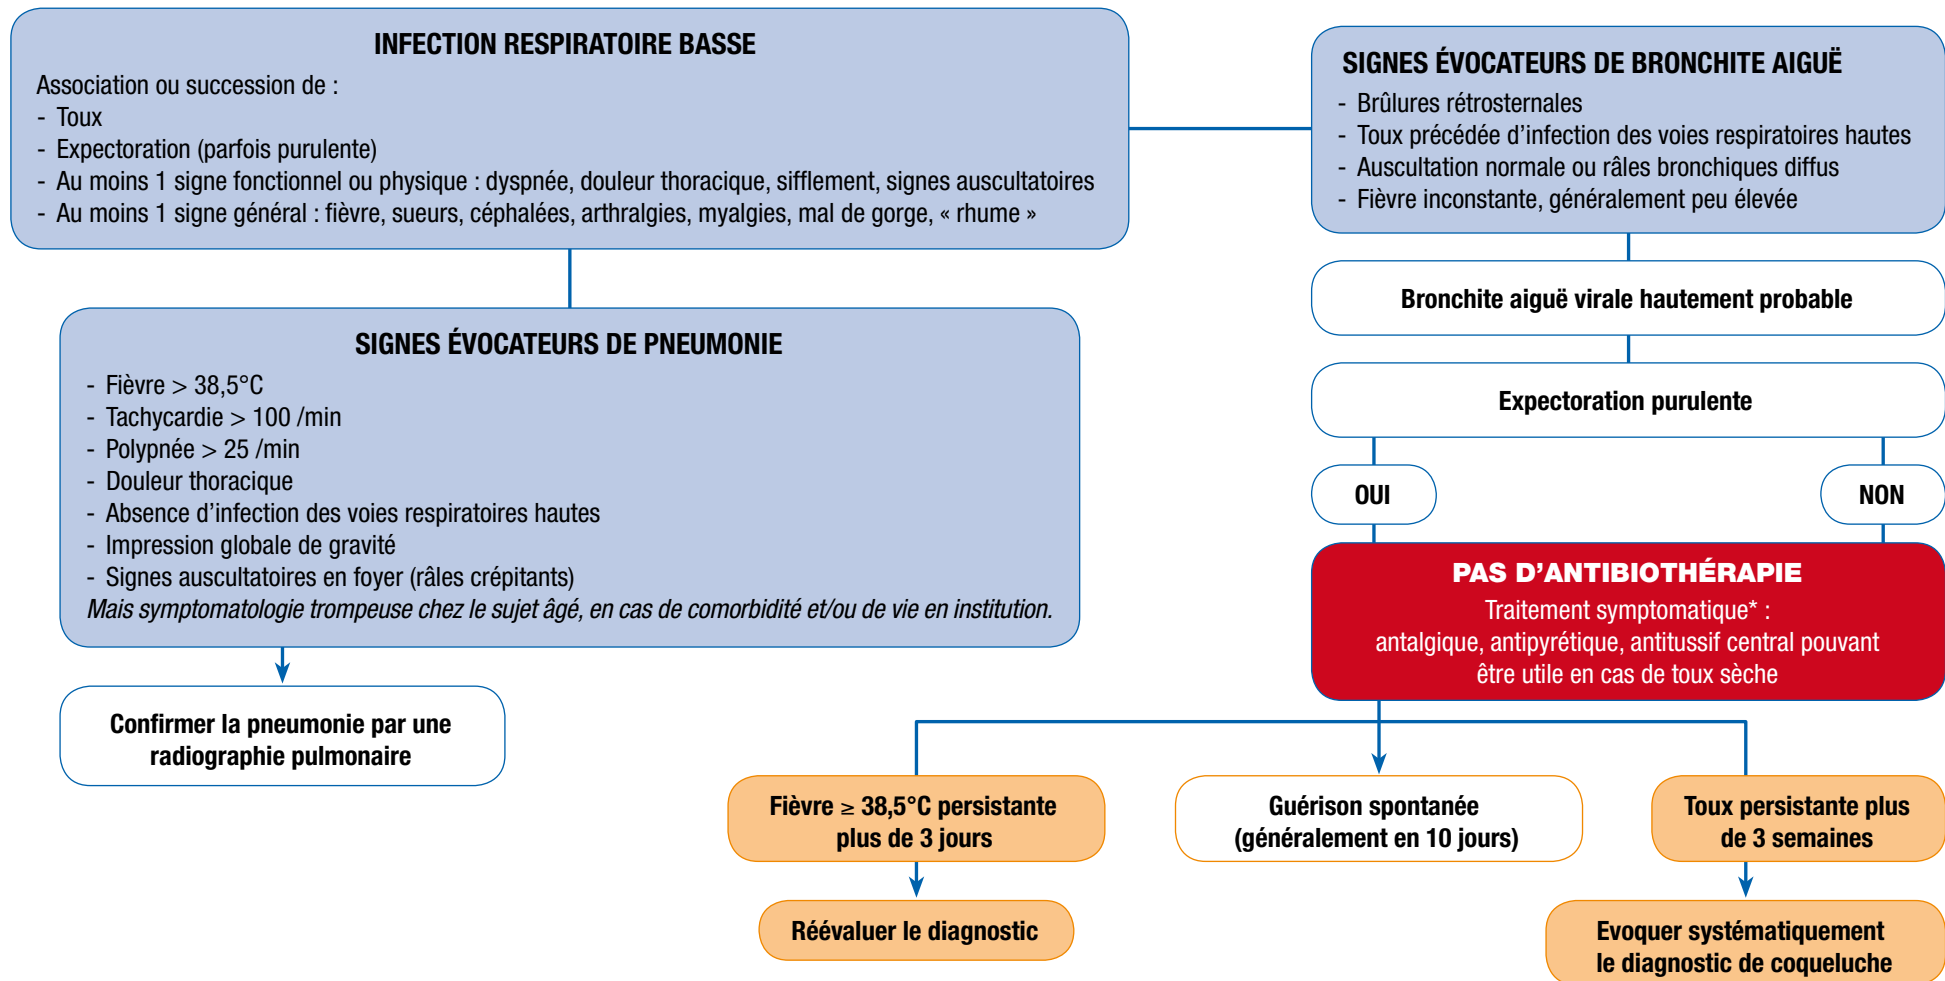 INFECTION RESPIRATOIRE BASSE
Association ou succession de :
- Toux
- Expectoration (parfois purulente)
- Au moins 1 signe fonctionnel ou physique : dyspnée, douleur thoracique, sifflement, signes auscultatoires
- Au moins 1 signe général : fièvre, sueurs, céphalées, arthralgies, myalgies, mal de gorge, « rhume »
SIGNES ÉVOCATEURS DE BRONCHITE AIGUË
- Brûlures rétrosternales
- Toux précédée d’infection des voies respiratoires hautes
- Auscultation normale ou râles bronchiques diffus
- Fièvre inconstante, généralement peu élevée
SIGNES ÉVOCATEURS DE PNEUMONIE
- Fièvre > 38,5°C
- Tachycardie > 100 /min
- Polypnée > 25 /min
- Douleur thoracique
- Absence d’infection des voies respiratoires hautes
- Impression globale de gravité
- Signes auscultatoires en foyer (râles crépitants)
Mais symptomatologie trompeuse chez le sujet âgé, en cas de comorbidité et/ou de vie en institution.
Confirmer la pneumonie par une
radiographie pulmonaire
Bronchite aiguë virale hautement probable
Expectoration purulente
OUI
NON
PAS D’ANTIBIOTHÉRAPIE
Traitement symptomatique* :
antalgique, antipyrétique, antitussif central pouvant
être utile en cas de toux sèche
Fièvre ≥ 38,5°C persistante
plus de 3 jours
Réévaluer le diagnostic
Guérison spontanée
(généralement en 10 jours)
Toux persistante plus
de 3 semaines
Evoquer systématiquement
le diagnostic de coqueluche